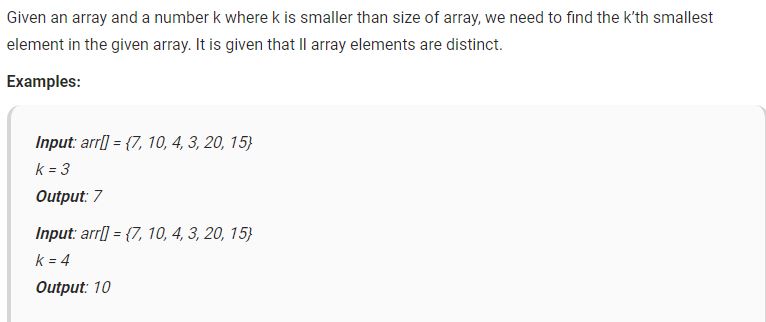 Given an array and a number k where k is smaller than size of array, we need to find the k’th smallest
element in the given array. It is given that ll array elements are distinct.
Examples:
Input: arr[] = {7, 10, 4, 3, 20, 15}
k = 3
Output: 7
Input: arr[] = {7, 10, 4, 3, 20, 15}
k = 4
Output: 10